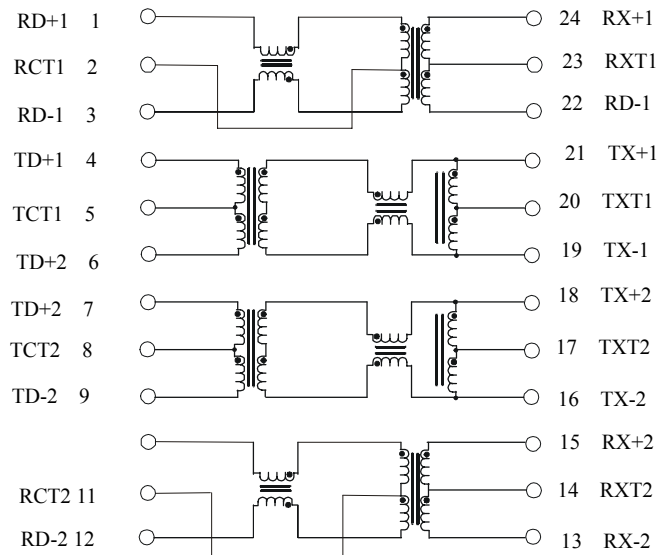 RD+1 1 24 RX+1
RCT1 2 23 RXT1
RD-1 3 22 RD-1
TD+1 4 21 TX+1
TCT1 5 20 TXT1
TD+2 6 19 TX-1
TD+2 7 18 TX+2
TCT2 8 17 TXT2
TD-2 9 16 TX-2
15 RX+2
RCT2 11 14 RXT2
RD-2 12 13 RX-2